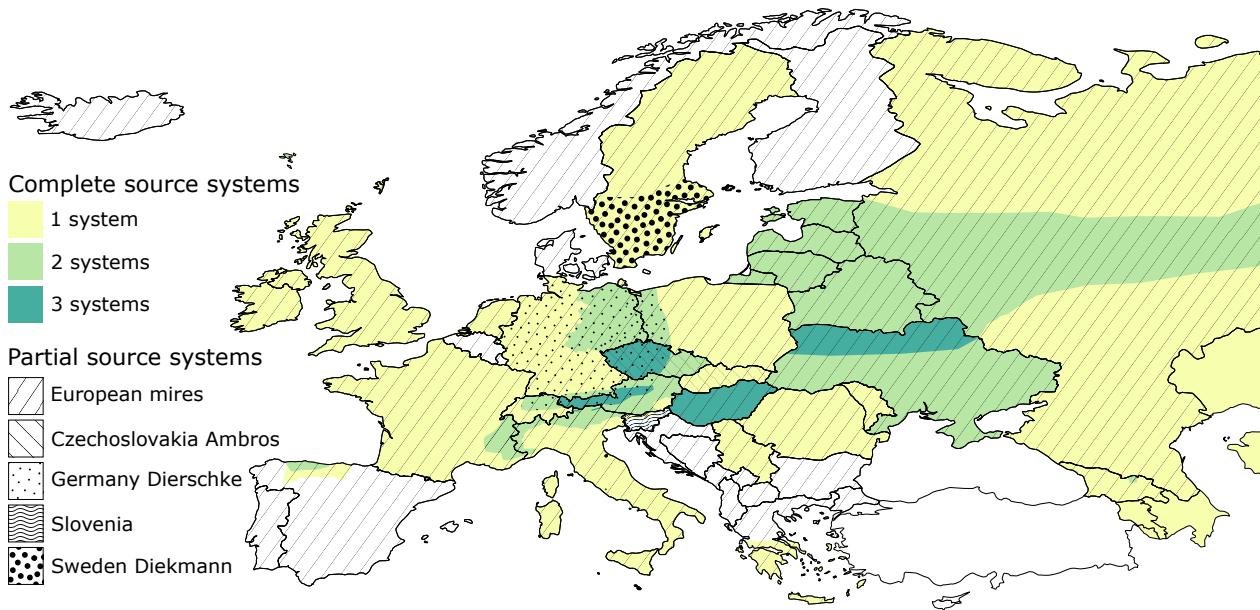 Complete source systems
1 system
2 systems
3 systems
Partial source systems
European mires
Czechoslovakia Ambros
Germany Dierschke
Slovenia
Sweden Diekmann